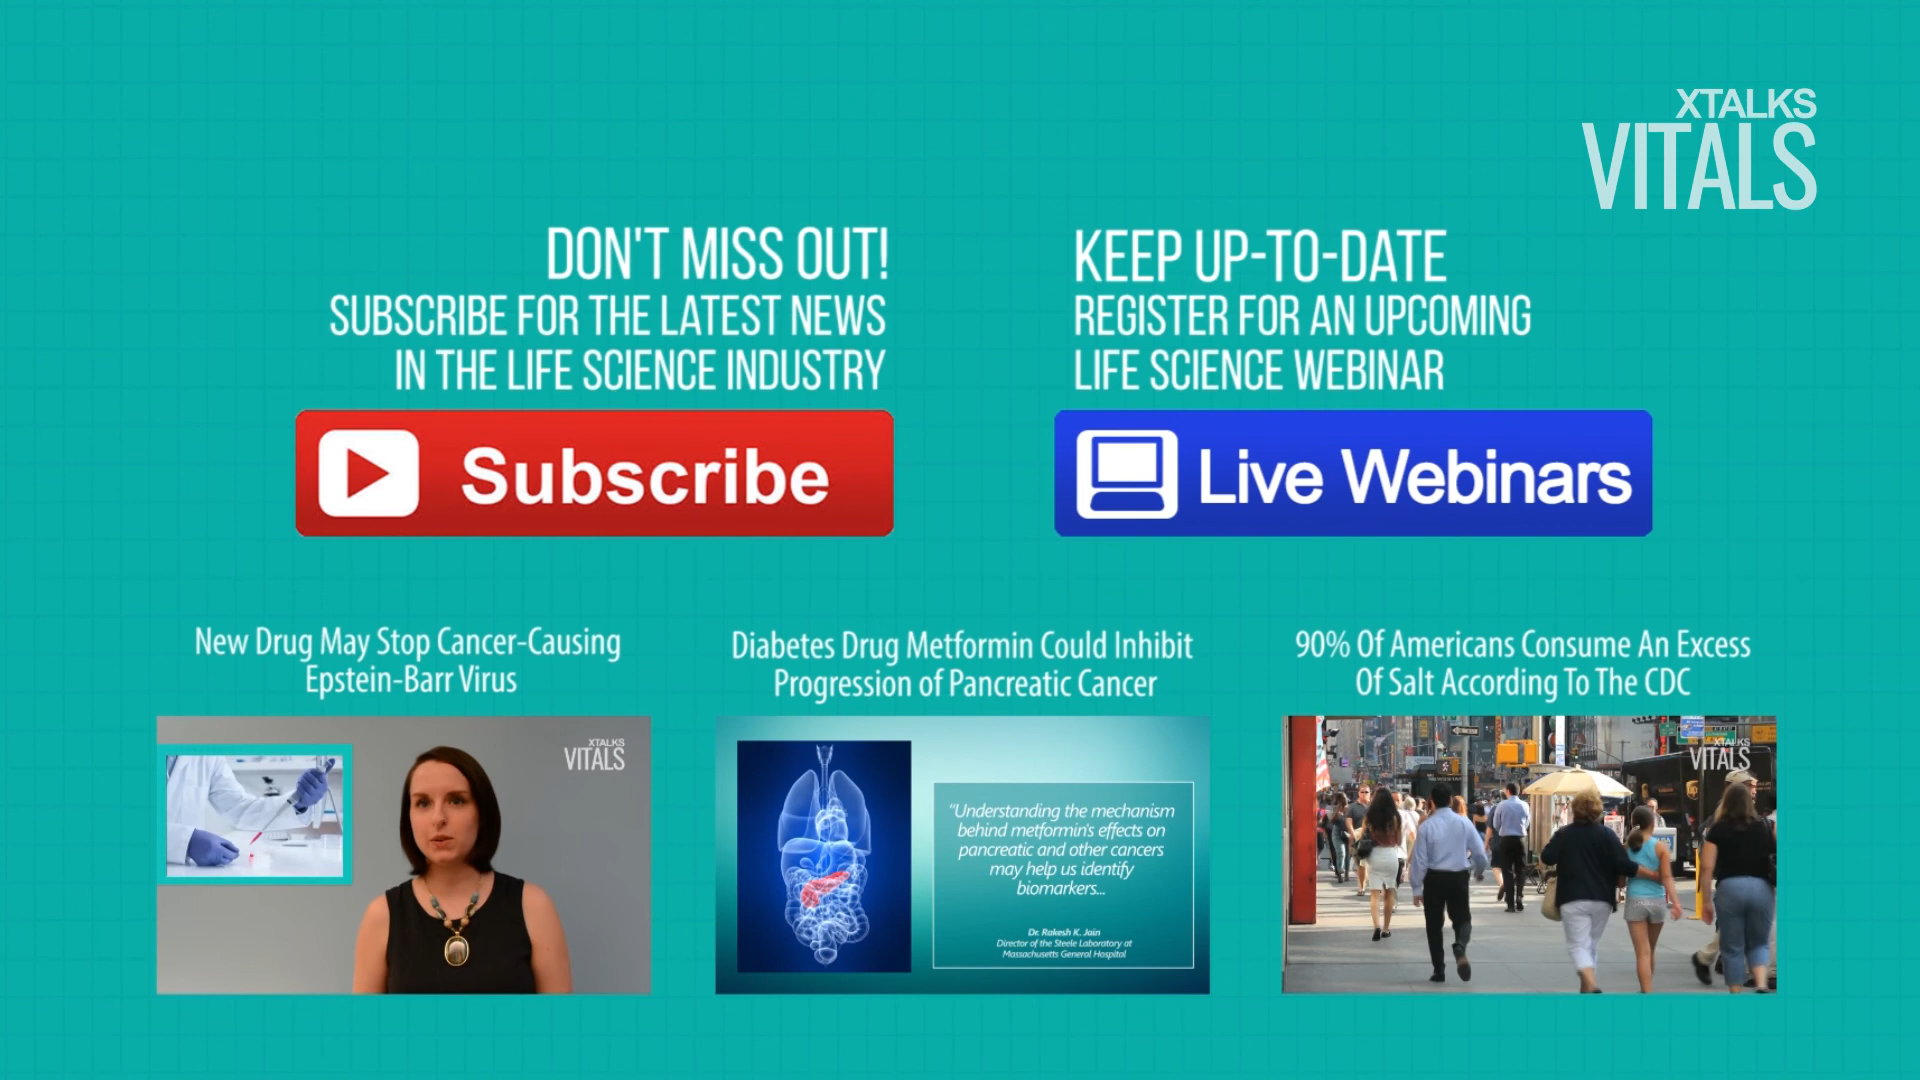 XTALKS
VITALS
DON'T MISS OUT!
SUBSCRIBE FOR THE LATEST NEWS
IN THE LIFE SCIENCE INDUSTRY
Subscribe
KEEP UP-TO-DATE
REGISTER FOR AN UPCOMING
LIFE SCIENCE WEBINAR
Live Webinars
New Drug May Stop Cancer-Causing
Epstein-Barr Virus
XTALKS
VITALS
Diabetes Drug Metformin Could Inhibit
Progression of Pancreatic Cancer
"Understanding the mechanism
behind metformin's effects on
pancreatic and other cancers
may help us identify
biomarkers...
Dr. Rakesh K. Jain
Director of the Steele Laboratory at
Massachusetts General Hospital
90% Of Americans Consume An Excess
Of Salt According To The CDC
XTALKS
VITALS